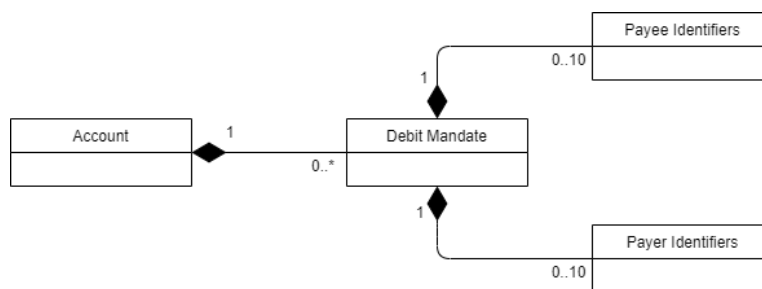 Payee Identifiers
0..10
1
Account
1
Debit Mandate
0..*
1
Payer Identifiers
0..10